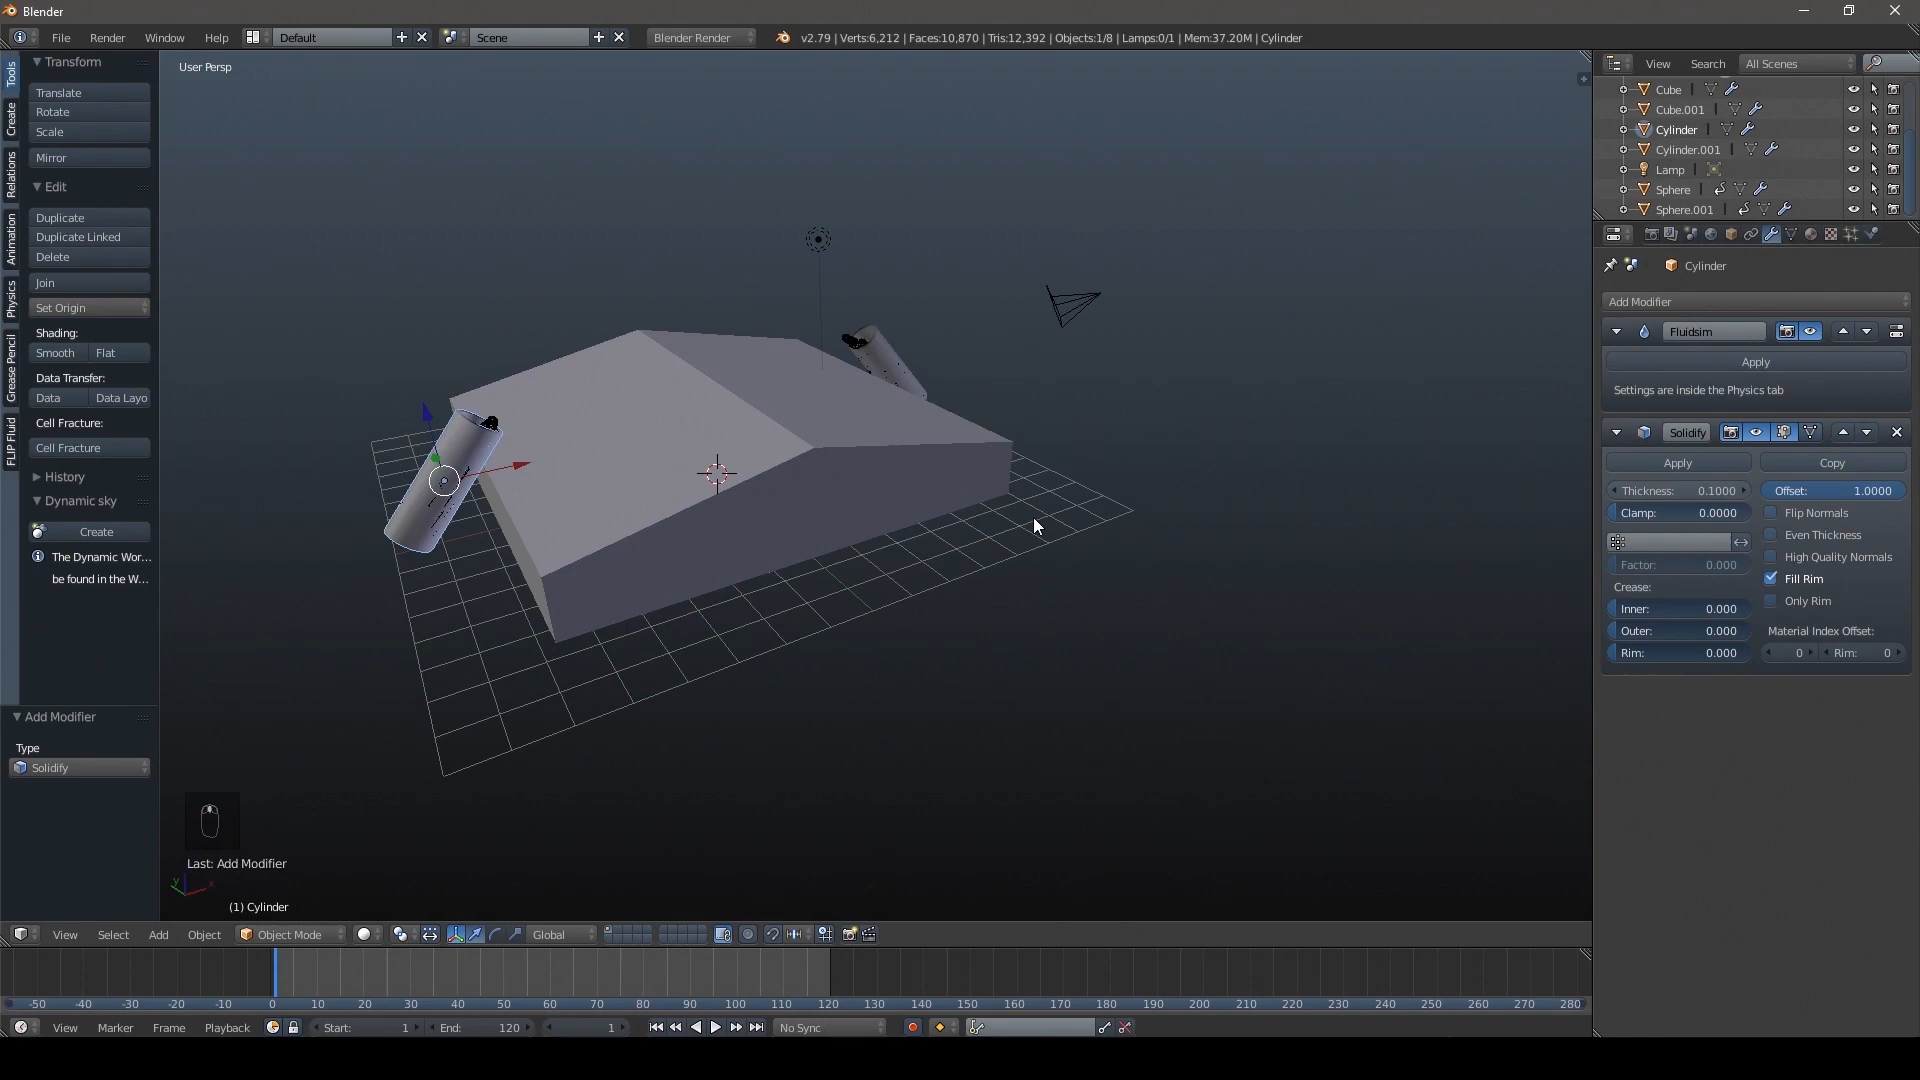 Blender
File Render Window Help Default Scene Blender Render v2.79 | Verts:6,212 | Faces:10,870 | Tris:12,392 | Objects:1/8 | Lamps:0/1 | Mem:37.20M | Cylinder
Tools
Create
Relations
Animation
Physics
Grease Pencil
FLIP Fluid
Transform
Translate
Rotate
Scale
Mirror
Edit
Duplicate
Duplicate Linked
Delete
Join
Set Origin
Shading:
Smooth Flat
Data Transfer:
Data Data Layo
Cell Fracture:
Cell Fracture
History
Dynamic sky
Create
The Dynamic Wor...
be found in the W...
Add Modifier
Type
Solidify
User Persp
Last: Add Modifier
y x
(1) Cylinder
View Select Add Object Object Mode Global
-50 -40 -30 -20 -10 0 10 20 30 40 50 60 70 80 90 100 110 120 130 140 150 160 170 180 190 200 210 220 230 240 250 260 270 280
View Marker Frame Playback Start: 1 End: 120 1 No Sync
View Search All Scenes
Cube
Cube.001
Cylinder
Cylinder.001
Lamp
Sphere
Sphere.001
Cylinder
Add Modifier
Fluidsim
Apply
Settings are inside the Physics tab
Solidify
Apply Copy
Thickness: 0.1000 Offset: 1.0000
Clamp: 0.0000 Flip Normals
Even Thickness
High Quality Normals
Factor: 0.000
Fill Rim
Crease:
Only Rim
Inner: 0.000
Outer: 0.000 Material Index Offset:
Rim: 0.000 0 Rim: 0